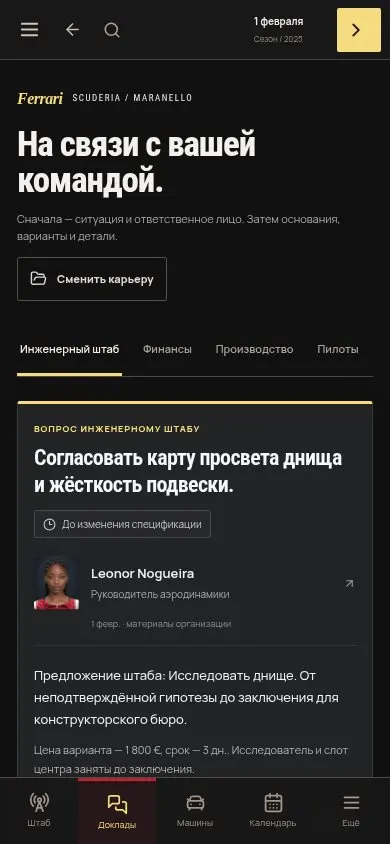 1 февраля
Сезон / 2025
Ferrari SCUDERIA / MARANELLO
На связи с вашей
командой.
Сначала — ситуация и ответственное лицо. Затем основания,
варианты и детали.
Сменить карьеру
Инженерный штаб Финансы Производство Пилоты
ВОПРОС ИНЖЕНЕРНОМУ ШТАБУ
Согласовать карту просвета днища
и жёсткость подвески.
До изменения спецификации
Leonor Nogueira
Руководитель аэродинамики
1 февр. · материалы организации
Предложение штаба: Исследовать днище. От
неподтверждённой гипотезы до заключения для
конструкторского бюро.
Цена варианта — 1 800 €, срок — 3 дн.. Исследователь и слот
центра заняты до заключения.
Штаб Доклады Машины Календарь Ещё